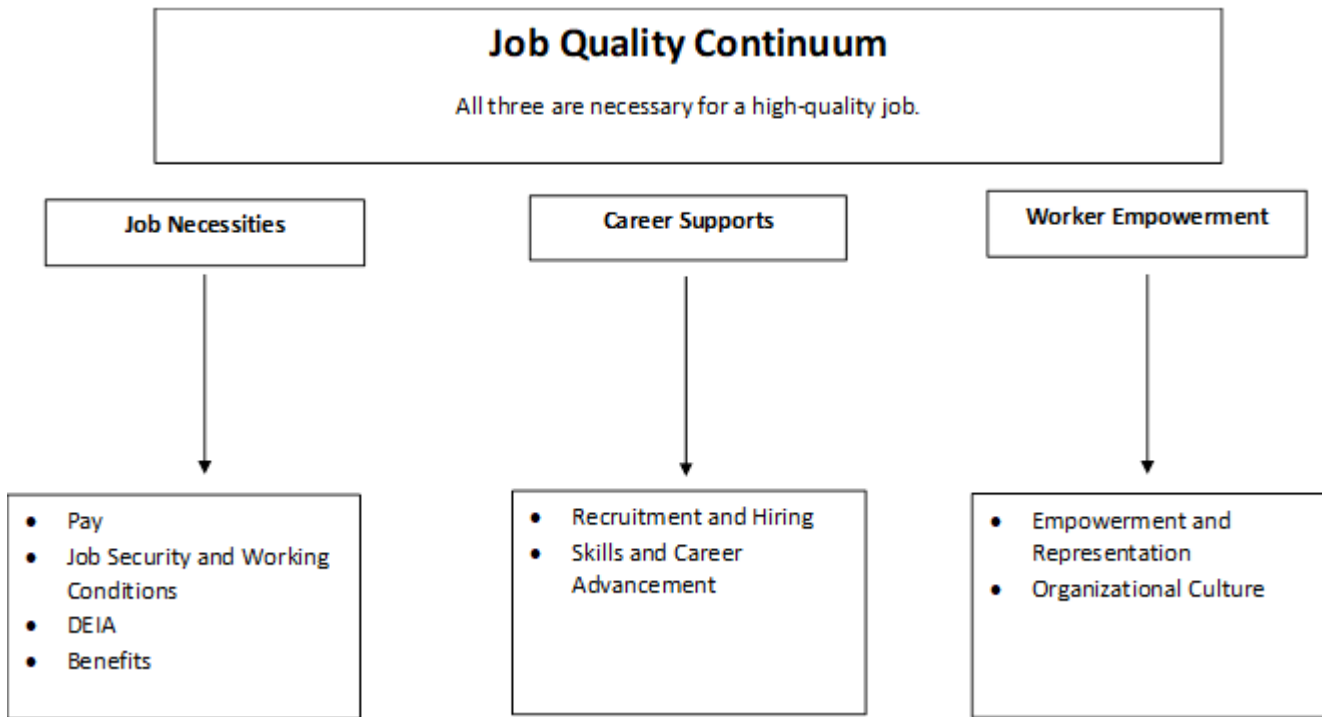 Job Quality Continuum
All three are necessary for a high-quality job.
Job Necessities
Career Supports
Worker Empowerment
• Pay
• Job Security and Working
Conditions
• DEIA
• Benefits
• Recruitment and Hiring
• Skills and Career
Advancement
• Empowerment and
Representation
• Organizational Culture